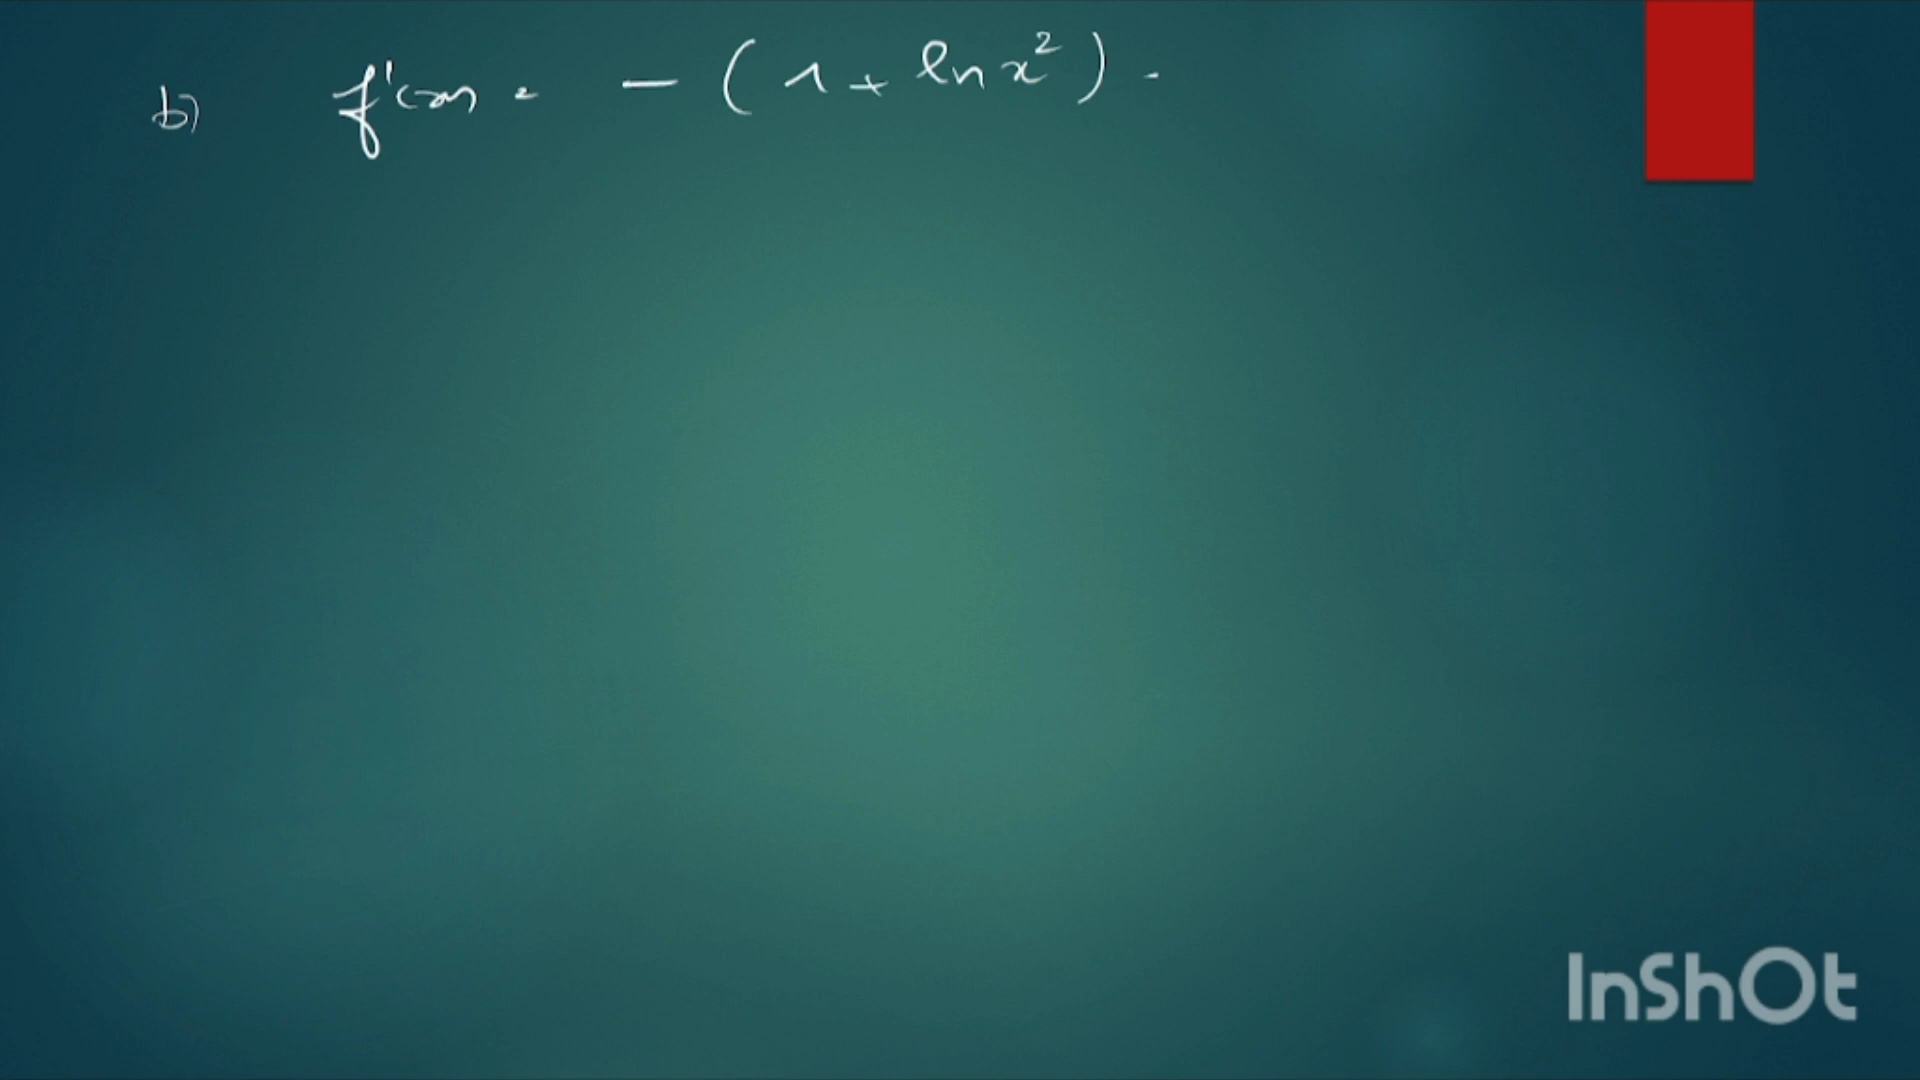 b) f'(x) = - ( 1 + ln x² ) .
InShOt